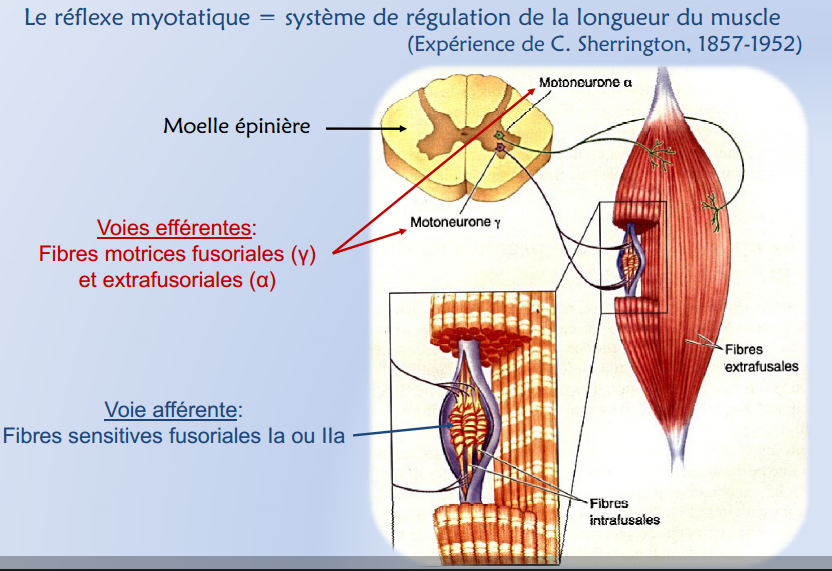 Le réflexe myotatique = système de régulation de la longueur du muscle
(Expérience de C. Sherrington, 1857-1952)
Motoneurone α
Moelle épinière
Motoneurone γ
Voies efférentes:
Fibres motrices fusoriales (γ)
et extrafusoriales (α)
Fibres
extrafusales
Voie afférente:
Fibres sensitives fusoriales Ia ou IIa
Fibres
intrafusales